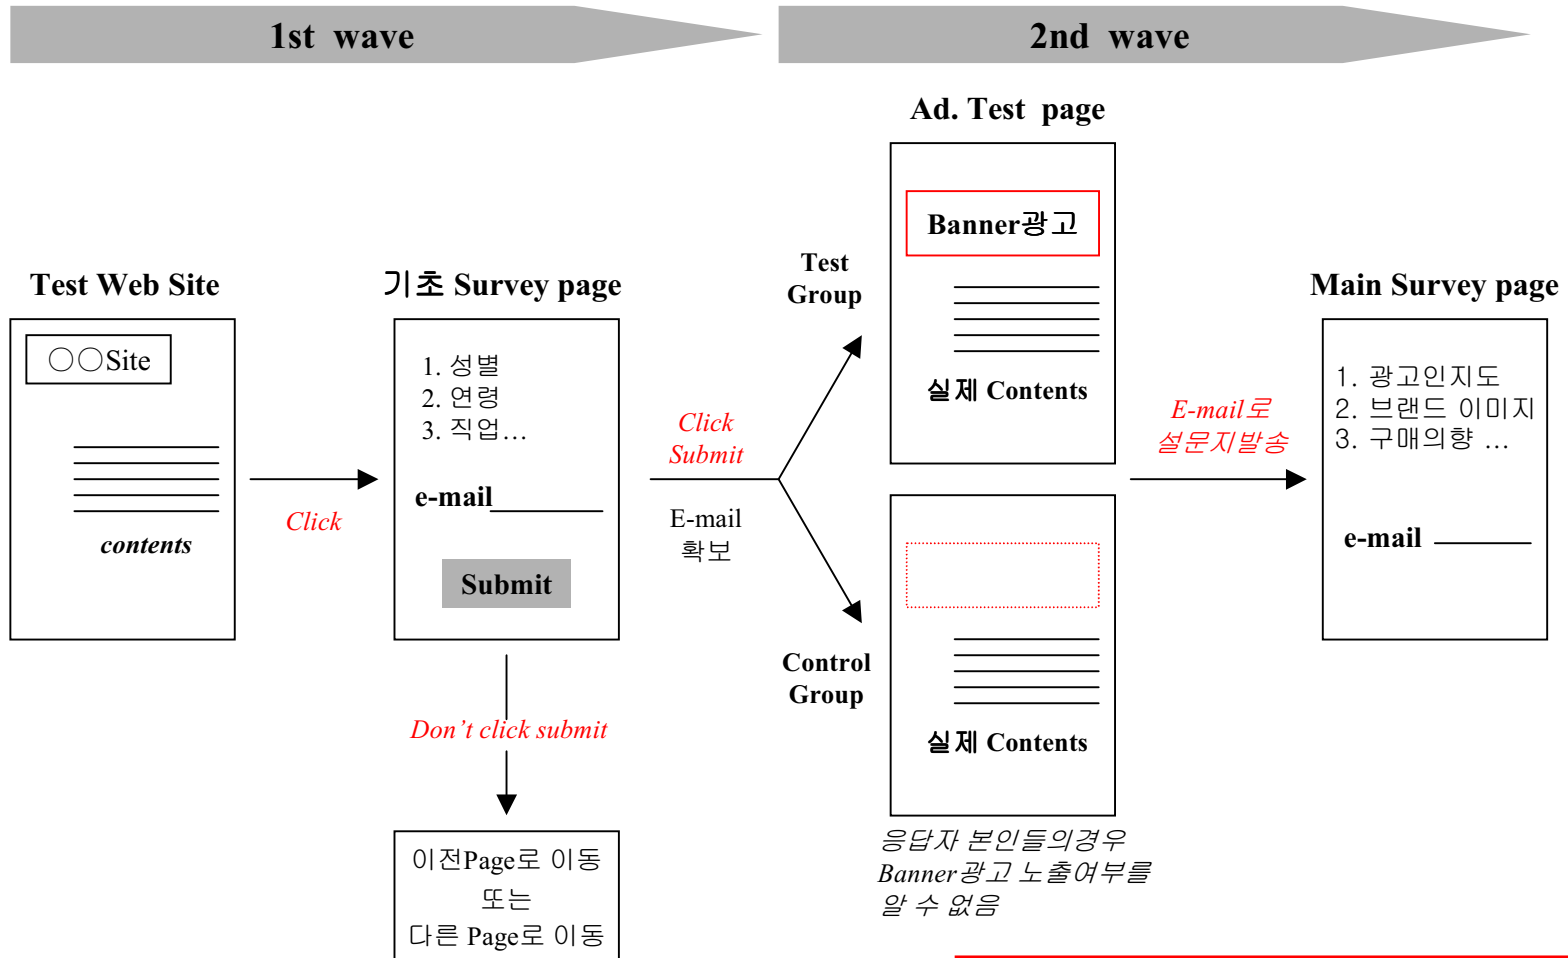 1st wave
2nd wave
Test Web Site
○○Site
contents
Click
기초 Survey page
1. 성별
2. 연령
3. 직업...
e-mail
Submit
Don't click submit
이전Page로 이동
또는
다른 Page로 이동
Click
Submit
E-mail
확보
Test
Group
Control
Group
Ad. Test page
Banner광고
실제 Contents
실제 Contents
응답자 본인들의경우
Banner광고 노출여부를
알 수 없음
E-mail로
설문지발송
Main Survey page
1. 광고인지도
2. 브랜드 이미지
3. 구매의향 ...
e-mail